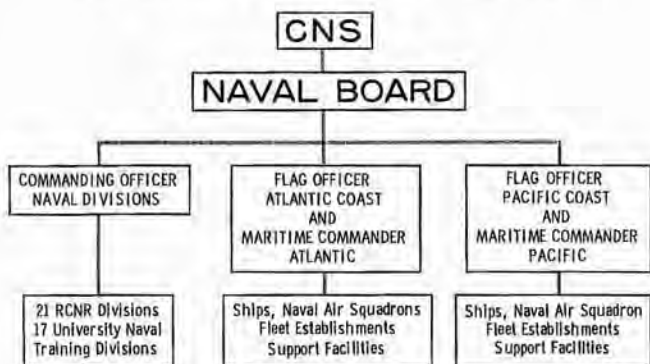 CNS
NAVAL BOARD
COMMANDING OFFICER
NAVAL DIVISIONS
FLAG OFFICER
ATLANTIC COAST
AND
MARITIME COMMANDER
ATLANTIC
FLAG OFFICER
PACIFIC COAST
AND
MARITIME COMMANDER
PACIFIC
21 RCNR Divisions
17 University Naval
Training Divisions
Ships, Naval Air Squadrons
Fleet Establishments
Support Facilities
Ships, Naval Air Squadron
Fleet Establishments
Support Facilities